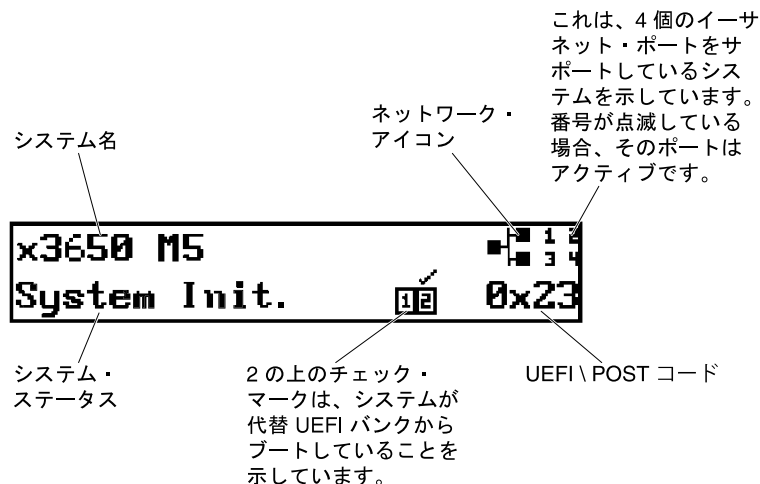 これは、4 個のイーサ
ネット・ポートをサ
ポートしているシス
テムを示しています。
番号が点滅している
場合、そのポートは
アクティブです。
ネットワーク・
アイコン
システム名
x3650 M5
1 2
3 4
System Init.
1 2
0x23
システム・
ステータス
2 の上のチェック・
マークは、システムが
代替 UEFI バンクから
ブートしていることを
示しています。
UEFI \ POST コード